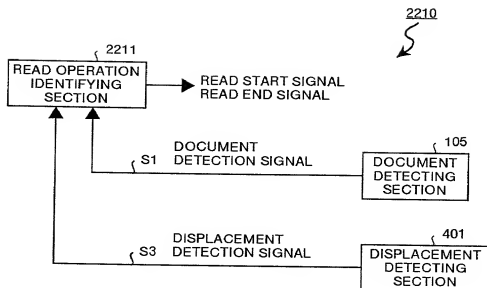 2210
2211
READ OPERATION
IDENTIFYING
SECTION
READ START SIGNAL
READ END SIGNAL
S1
DOCUMENT
DETECTION SIGNAL
105
DOCUMENT
DETECTING
SECTION
S3
DISPLACEMENT
DETECTION SIGNAL
401
DISPLACEMENT
DETECTING
SECTION